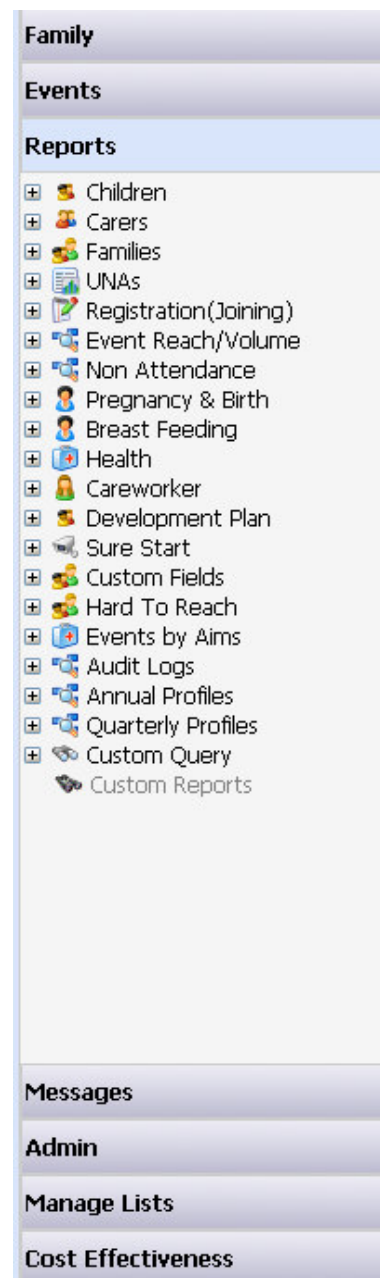 Family
Events
Reports
Children
Carers
Families
UNAs
Registration(Joining)
Event Reach/Volume
Non Attendance
Pregnancy & Birth
Breast Feeding
Health
Careworker
Development Plan
Sure Start
Custom Fields
Hard To Reach
Events by Aims
Audit Logs
Annual Profiles
Quarterly Profiles
Custom Query
Custom Reports
Messages
Admin
Manage Lists
Cost Effectiveness